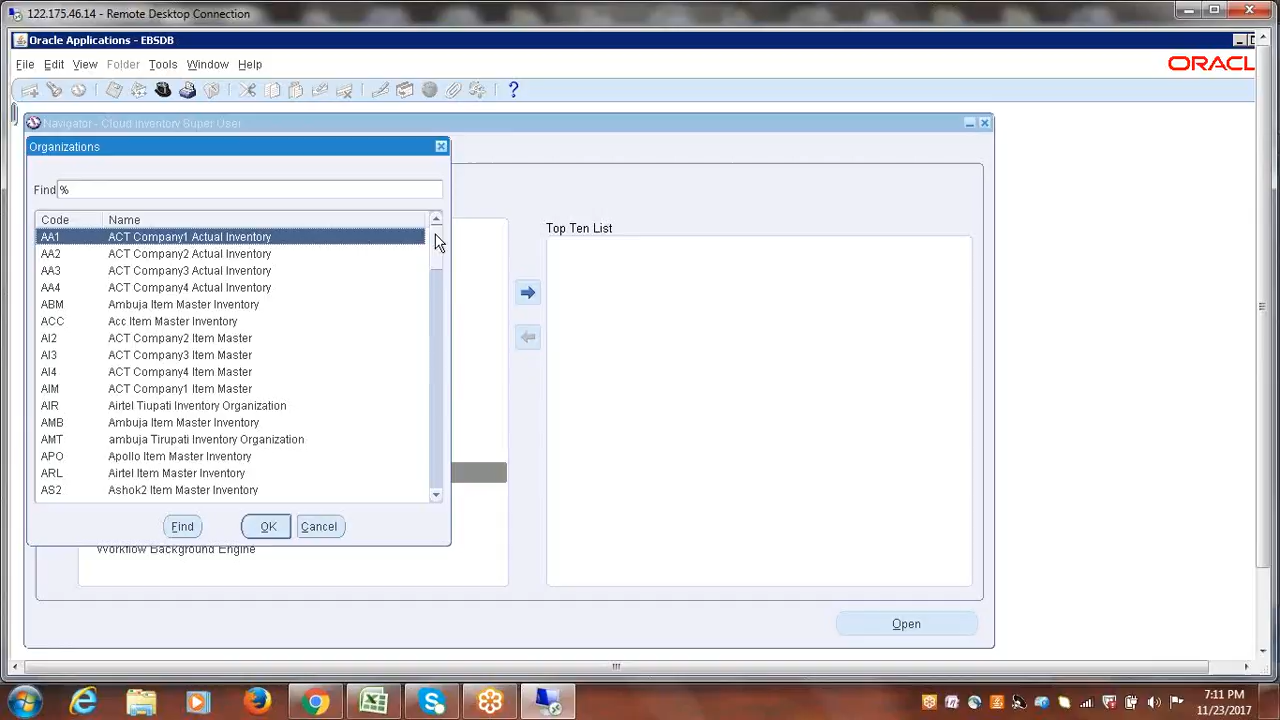 122.175.46.14 - Remote Desktop Connection
Oracle Applications - EBSDB
File Edit View Folder Tools Window Help
ORACL
Navigator - Cloud Inventory Super User
Organizations
Find %
Code Name
AA1 ACT Company1 Actual Inventory
AA2 ACT Company2 Actual Inventory
AA3 ACT Company3 Actual Inventory
AA4 ACT Company4 Actual Inventory
ABM Ambuja Item Master Inventory
ACC Acc Item Master Inventory
AI2 ACT Company2 Item Master
AI3 ACT Company3 Item Master
AI4 ACT Company4 Item Master
AIM ACT Company1 Item Master
AIR Airtel Tiupati Inventory Organization
AMB Ambuja Item Master Inventory
AMT ambuja Tirupati Inventory Organization
APO Apollo Item Master Inventory
ARL Airtel Item Master Inventory
AS2 Ashok2 Item Master Inventory
Find OK Cancel
Workflow Background Engine
Top Ten List
Open
7:11 PM
11/23/2017